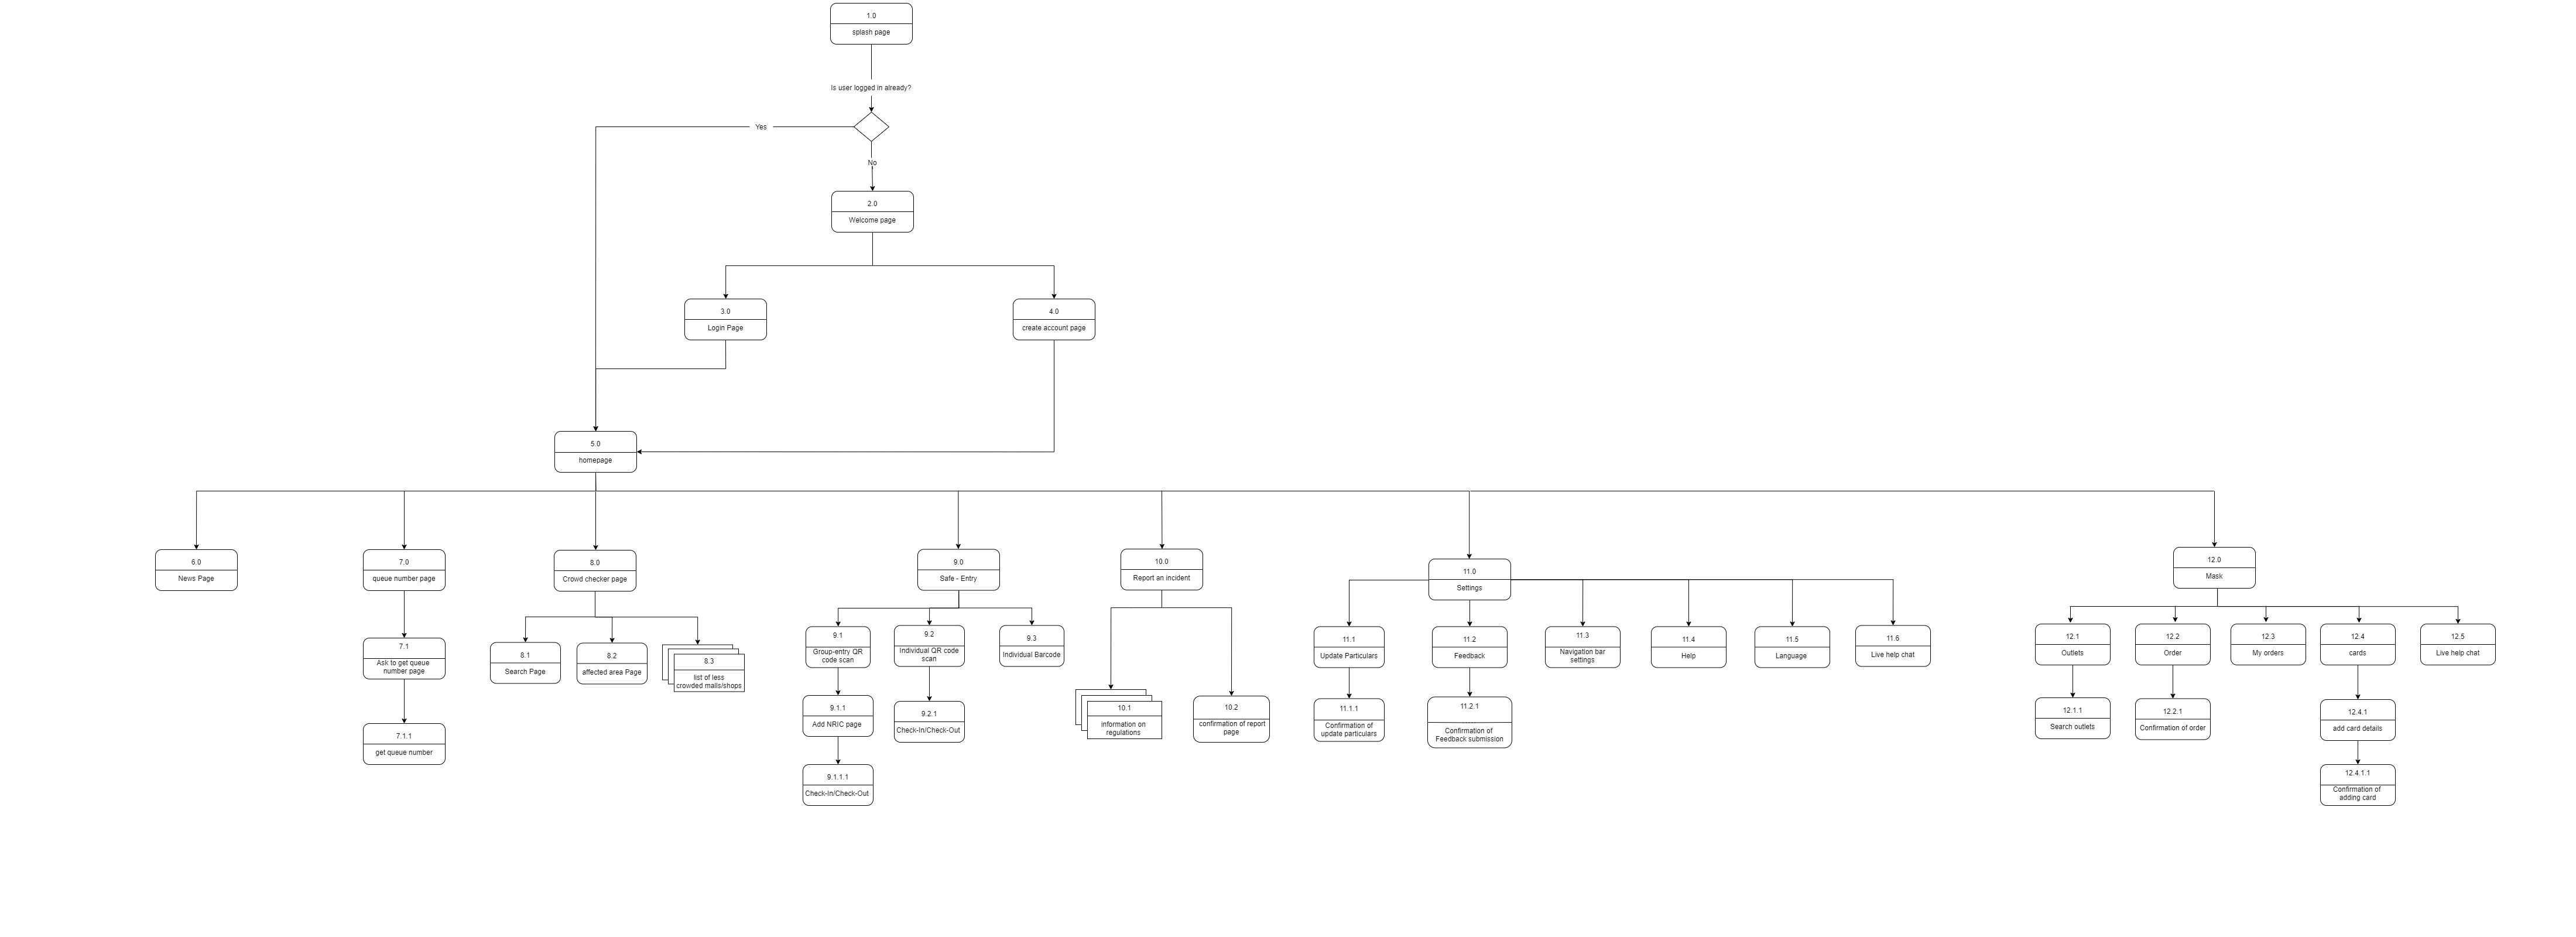 1.0
splash page
Is user logged in already?
Yes
No
2.0
Welcome page
3.0
Login Page
4.0
create account page
5.0
homepage
6.0
News Page
7.0
queue number page
8.0
Crowd checker page
9.0
Safe - Entry
10.0
Report an incident
11.0
Settings
12.0
Mask
7.1
Ask to get queue
number page
7.1.1
get queue number
8.1
Search Page
8.2
affected area Page
8.3
list of less
crowded malls/shops
9.1
Group-entry QR
code scan
9.2
Individual QR code
scan
9.3
Individual Barcode
9.1.1
Add NRIC page
9.2.1
Check-In/Check-Out
9.1.1.1
Check-In/Check-Out
10.1
information on
regulations
10.2
confirmation of report
page
11.1
Update Particulars
11.2
Feedback
11.3
Navigation bar
settings
11.4
Help
11.5
Language
11.6
Live help chat
11.1.1
Confirmation of
update particulars
11.2.1
Confirmation of
Feedback submission
12.1
Outlets
12.2
Order
12.3
My orders
12.4
cards
12.5
Live help chat
12.1.1
Search outlets
12.2.1
Confirmation of order
12.4.1
add card details
12.4.1.1
Confirmation of
adding card